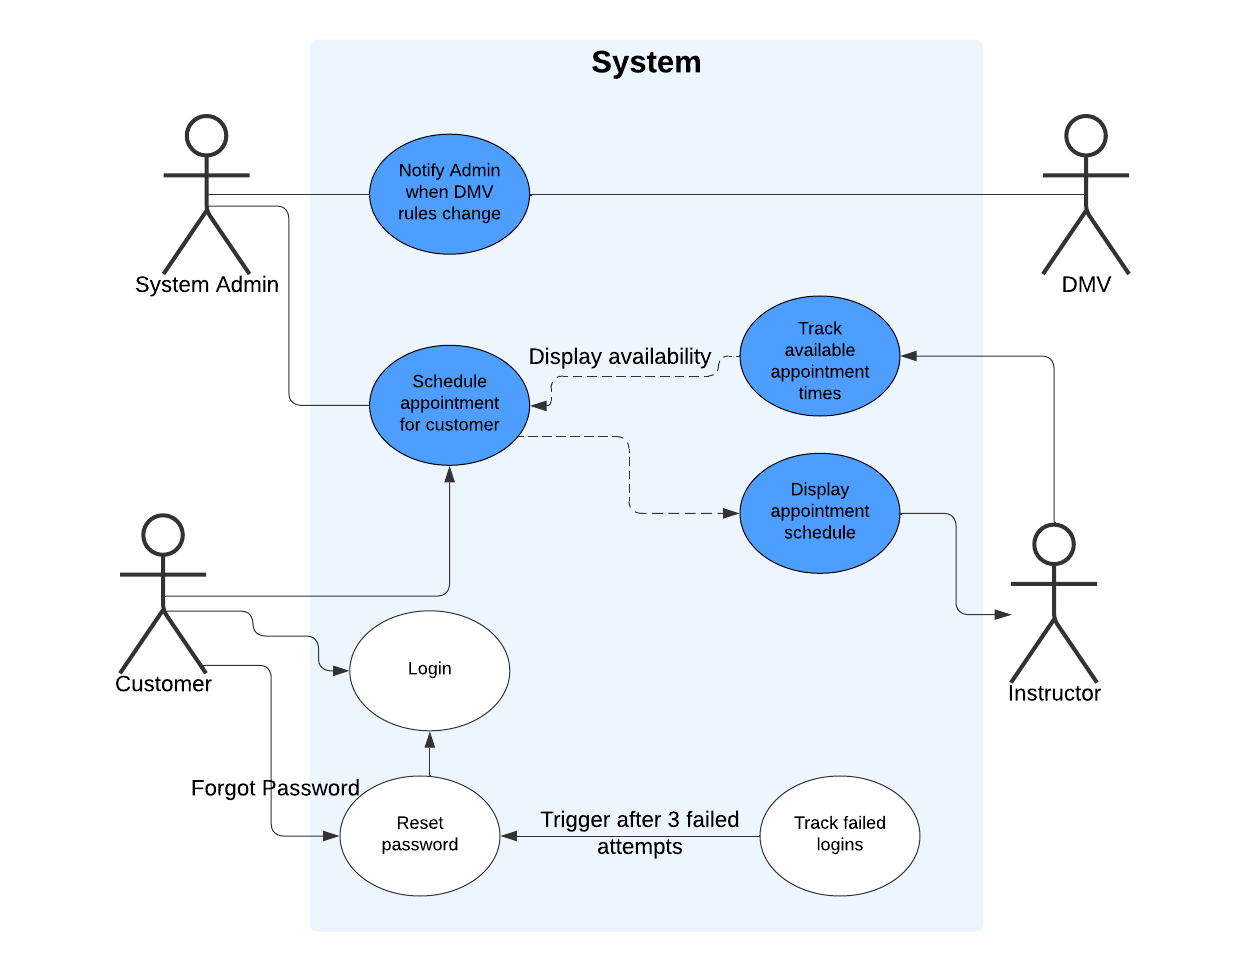 System
Notify Admin
when DMV
rules change
System Admin
DMV
Track
available
appointment
times
Display availability
Schedule
appointment
for customer
Display
appointment
schedule
Customer
Login
Instructor
Forgot Password
Reset
password
Trigger after 3 failed
attempts
Track failed
logins